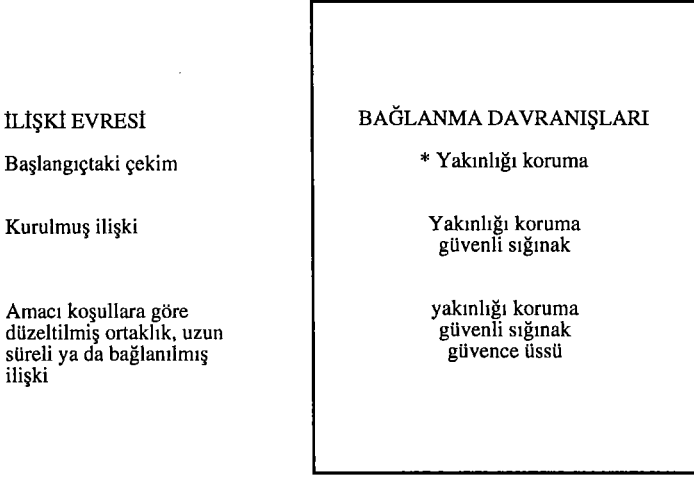 İLİŞKİ EVRESİ
BAĞLANMA DAVRANIŞLARI
Başlangıçtaki çekim
* Yakınlığı koruma
Kurulmuş ilişki
Yakınlığı koruma
güvenli sığınak
Amacı koşullara göre
düzeltilmiş ortaklık, uzun
süreli ya da bağlanılmış
ilişki
yakınlığı koruma
güvenli sığınak
güvence üssü